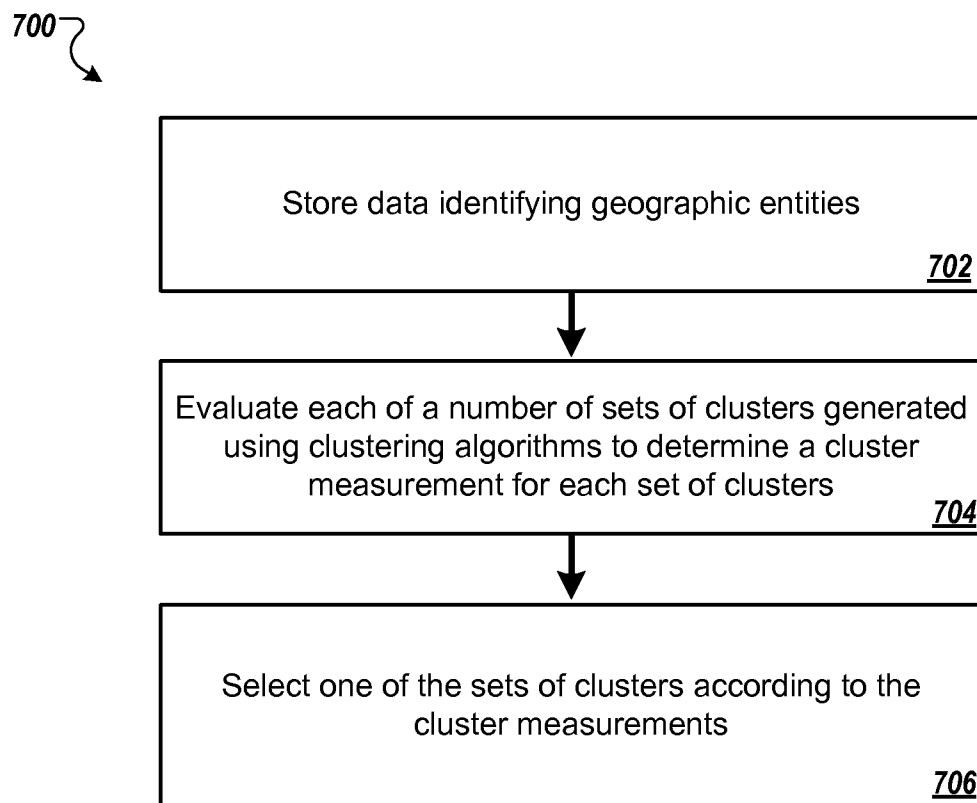 700
Store data identifying geographic entities
702
Evaluate each of a number of sets of clusters generated
using clustering algorithms to determine a cluster
measurement for each set of clusters
704
Select one of the sets of clusters according to the
cluster measurements
706